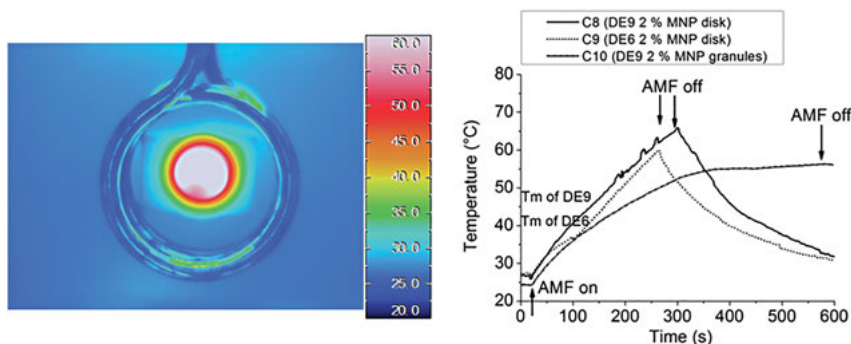 60.0
55.0
50.0
45.0
40.0
35.0
30.0
25.0
20.0
C8 (DE9 2 % MNP disk)
C9 (DE6 2 % MNP disk)
C10 (DE9 2 % MNP granules)
AMF off
AMF off
Tm of DE9
Tm of DE6
AMF on
Temperature (°C)
80
70
60
50
40
30
20
0 100 200 300 400 500 600
Time (s)